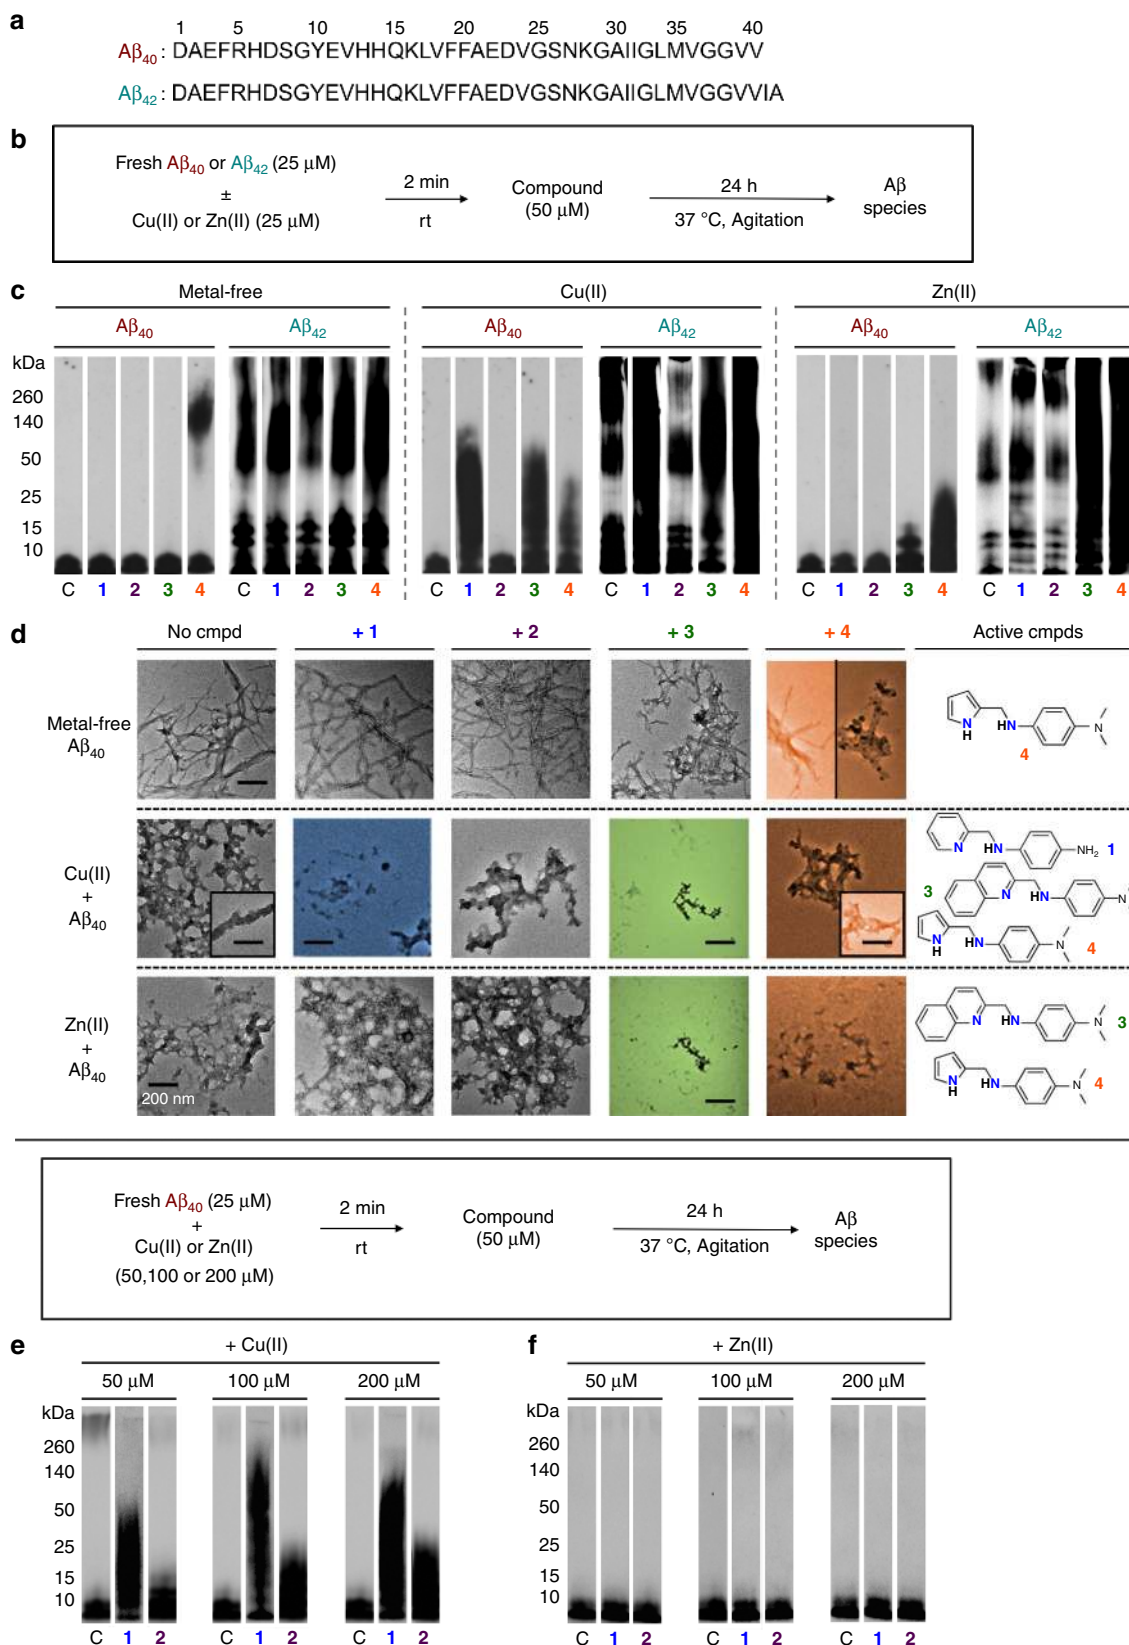 a
1 5 10 15 20 25 30 35 40
Aβ40: DAEFRHDSGYEVHHQKLVFFAEDVGSNKGAIIGLMVGGVV
Aβ42: DAEFRHDSGYEVHHQKLVFFAEDVGSNKGAIIGLMVGGVVIA
b
Fresh Aβ40 or Aβ42 (25 μM)
±
Cu(II) or Zn(II) (25 μM)
2 min
rt
Compound
(50 μM)
24 h
37 °C, Agitation
Aβ
species
c
Metal-free Cu(II) Zn(II)
Aβ40 Aβ42 Aβ40 Aβ42 Aβ40 Aβ42
kDa
260
140
50
25
15
10
C 1 2 3 4 C 1 2 3 4 C 1 2 3 4 C 1 2 3 4 C 1 2 3 4 C 1 2 3 4
d
No cmpd + 1 + 2 + 3 + 4 Active cmpds
Metal-free
Aβ40
N
H
HN
N
4
Cu(II)
+
Aβ40
N
HN
NH2 1
3
N
HN
N
N
H
HN
N
4
Zn(II)
+
Aβ40
200 nm
N
HN
N
3
N
H
HN
N
4
Fresh Aβ40 (25 μM)
+
Cu(II) or Zn(II)
(50,100 or 200 μM)
2 min
rt
Compound
(50 μM)
24 h
37 °C, Agitation
Aβ
species
e
+ Cu(II)
50 μM 100 μM 200 μM
kDa
260
140
50
25
15
10
C 1 2 C 1 2 C 1 2
f
+ Zn(II)
50 μM 100 μM 200 μM
kDa
260
140
50
25
15
10
C 1 2 C 1 2 C 1 2